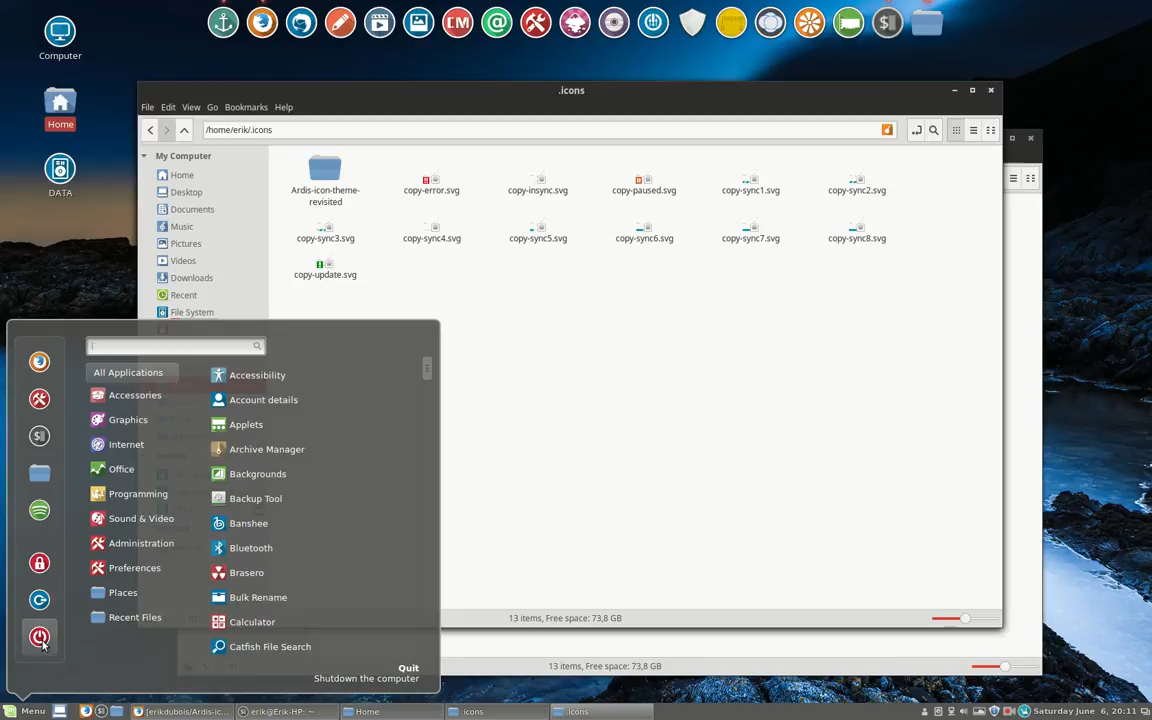 Computer
Home
DATA
.icons
File Edit View Go Bookmarks Help
/home/erik/.icons
My Computer
Home
Desktop
Documents
Music
Pictures
Videos
Downloads
Recent
File System
Ardis-icon-theme-
revisited
copy-error.svg
copy-insync.svg
copy-paused.svg
copy-sync1.svg
copy-sync2.svg
copy-sync3.svg
copy-sync4.svg
copy-sync5.svg
copy-sync6.svg
copy-sync7.svg
copy-sync8.svg
copy-update.svg
13 items, Free space: 73,8 GB
13 items, Free space: 73,8 GB
All Applications
Accessories
Graphics
Internet
Office
Programming
Sound & Video
Administration
Preferences
Places
Recent Files
Accessibility
Account details
Applets
Archive Manager
Backgrounds
Backup Tool
Banshee
Bluetooth
Brasero
Bulk Rename
Calculator
Catfish File Search
Quit
Shutdown the computer
Menu
[erikdubois/Ardis-ic...
erik@Erik-HP: ~
Home
.icons
.icons
Saturday June 6, 20:11